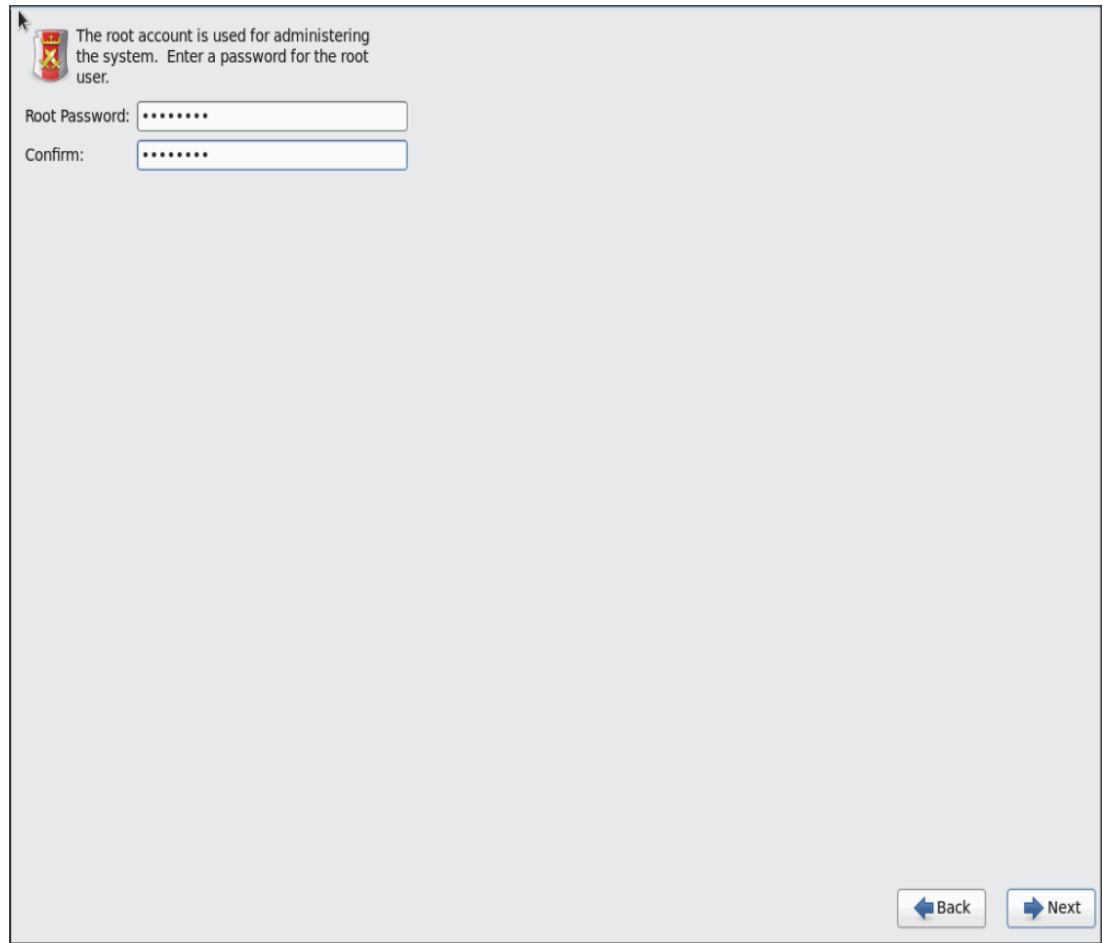 The root account is used for administering
the system.  Enter a password for the root
user.
Root Password: ••••••••
Confirm: ••••••••
Back
Next